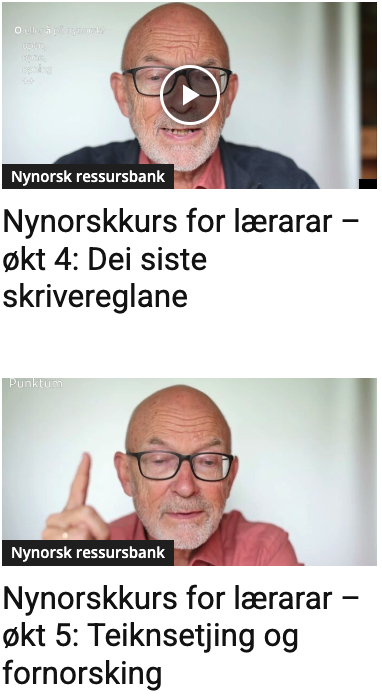 Nynorsk ressursbank
Nynorskkurs for lærarar –
økt 4: Dei siste
skrivereglane
Punktum
Nynorsk ressursbank
Nynorskkurs for lærarar –
økt 5: Teiknsetjing og
fornorsking